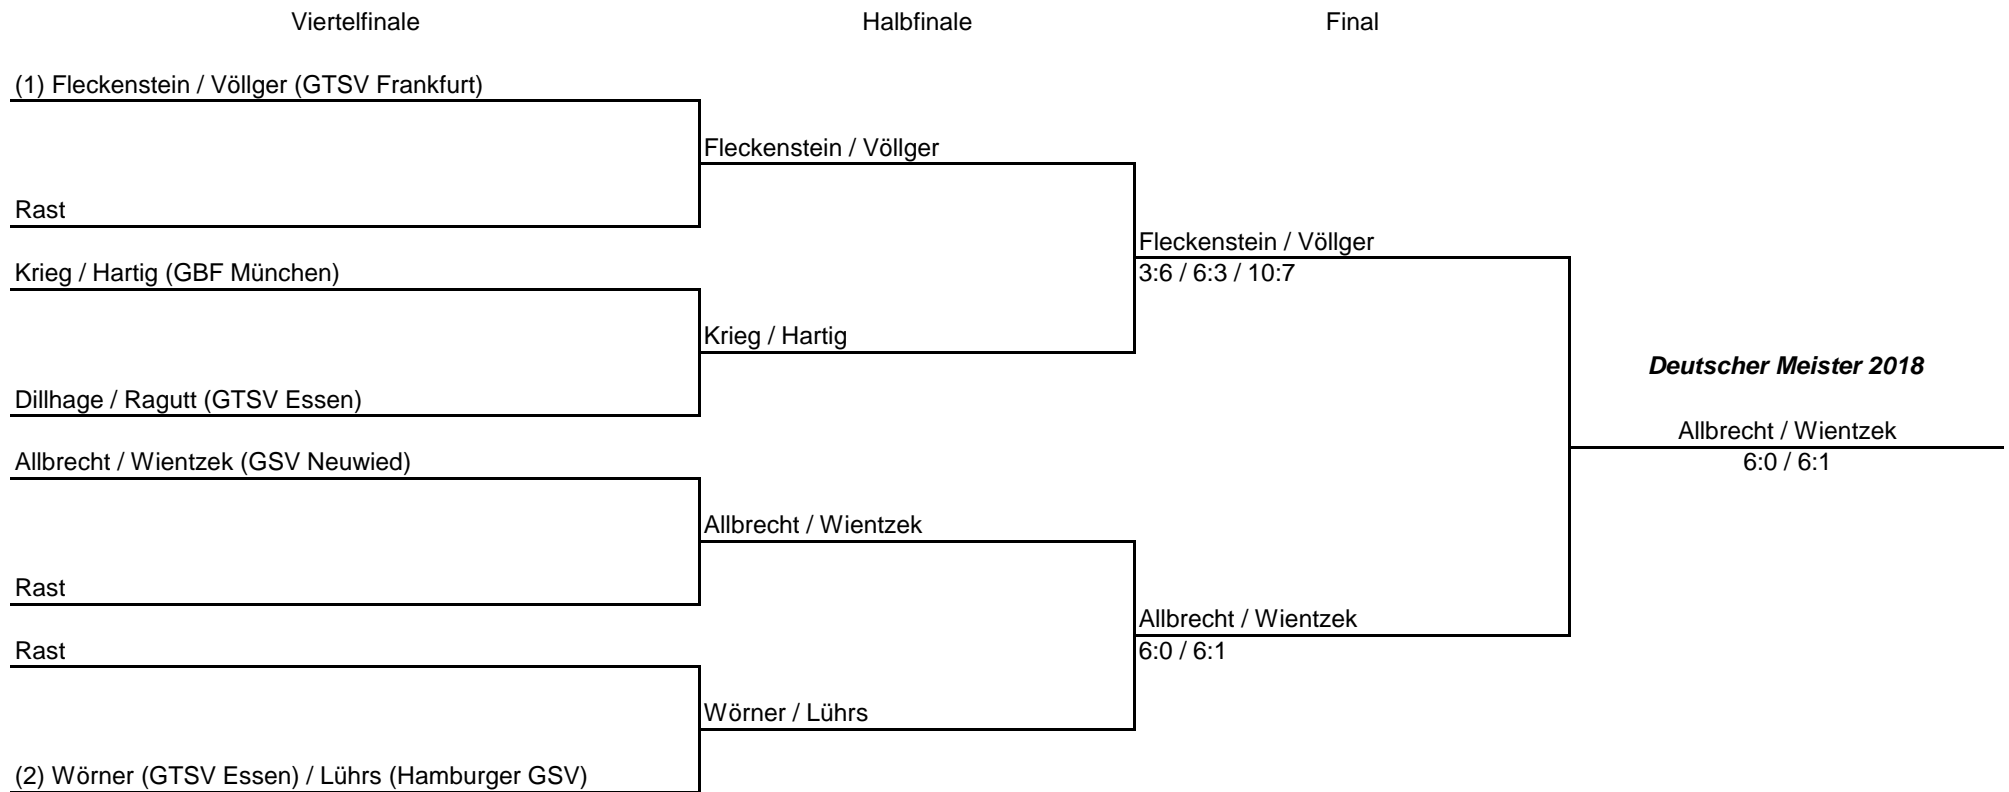 Viertelfinale Halbfinale Final
(1) Fleckenstein / Völlger (GTSV Frankfurt)
Fleckenstein / Völlger
Rast
Fleckenstein / Völlger
Krieg / Hartig (GBF München)
3:6 / 6:3 / 10:7
Krieg / Hartig
Deutscher Meister 2018
Dillhage / Ragutt (GTSV Essen)
Allbrecht / Wientzek
Allbrecht / Wientzek (GSV Neuwied)
6:0 / 6:1
Allbrecht / Wientzek
Rast
Allbrecht / Wientzek
Rast
6:0 / 6:1
Wörner / Lührs
(2) Wörner (GTSV Essen) / Lührs (Hamburger GSV)